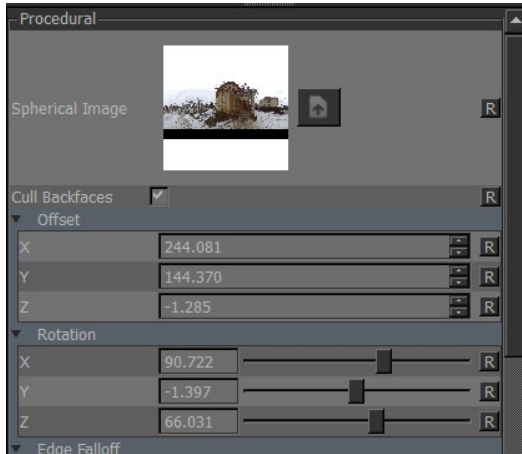 Procedural
Spherical Image R
Cull Backfaces R
Offset
X 244.081 R
Y 144.370 R
Z -1.285 R
Rotation
X 90.722 R
Y -1.397 R
Z 66.031 R
Edge Falloff